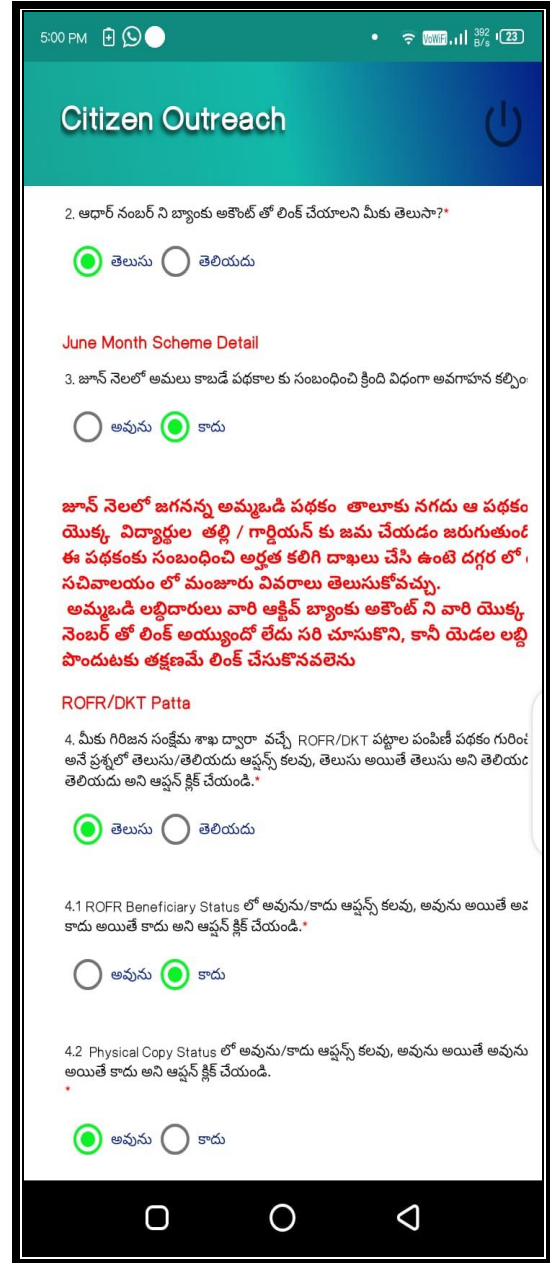 5:00 PM
VoWiFi 392 B/s 23
Citizen Outreach
2. ఆధార్ నంబర్ ని బ్యాంకు అకౌంట్ తో లింక్ చేయాలని మీకు తెలుసా?*
తెలుసు తెలియదు
June Month Scheme Detail
3. జూన్ నెలలో అమలు కాబడే పథకాల కు సంబంధించి క్రింది విధంగా అవగాహన
అవును కాదు
జూన్ నెలలో జగనన్న అమ్మఒడి పథకం తాలూకు నగదు ఆ పథకం
యొక్క విద్యార్థుల తల్లి / గార్డియన్ కు జమ చేయడం
ఈ పథకంకు సంబంధించి అర్హత కలిగి దాఖలు చేసి ఉంటె దగ్గర లో
సచివాలయం లో మంజూరు వివరాలు తెలుసుకోవచ్చు.
అమ్మఒడి లబ్ధిదారులు వారి ఆక్టివ్ బ్యాంకు అకౌంట్ ని వారి యొక్క
నెంబర్ తో లింక్ అయ్యుందో లేదు సరి చూసుకొని, కానీ యెడల
పొందుటకు తక్షణమే లింక్ చేసుకొనవలెను
ROFR/DKT Patta
4. మీకు గిరిజన సంక్షేమ శాఖ ద్వారా వచ్చే ROFR/DKT పట్టాల పంపిణీ పథకం
అనే ప్రశ్నలో తెలుసు/తెలియదు ఆప్షన్స్ కలవు, తెలుసు అయితే తెలుసు అని
తెలియదు అని ఆప్షన్ క్లిక్ చేయండి.*
తెలుసు తెలియదు
4.1 ROFR Beneficiary Status లో అవును/కాదు ఆప్షన్స్ కలవు, అవును అయితే
కాదు అయితే కాదు అని ఆప్షన్ క్లిక్ చేయండి.*
అవును కాదు
4.2 Physical Copy Status లో అవును/కాదు ఆప్షన్స్ కలవు, అవును అయితే అవును
అయితే కాదు అని ఆప్షన్ క్లిక్ చేయండి.
*
అవును కాదు